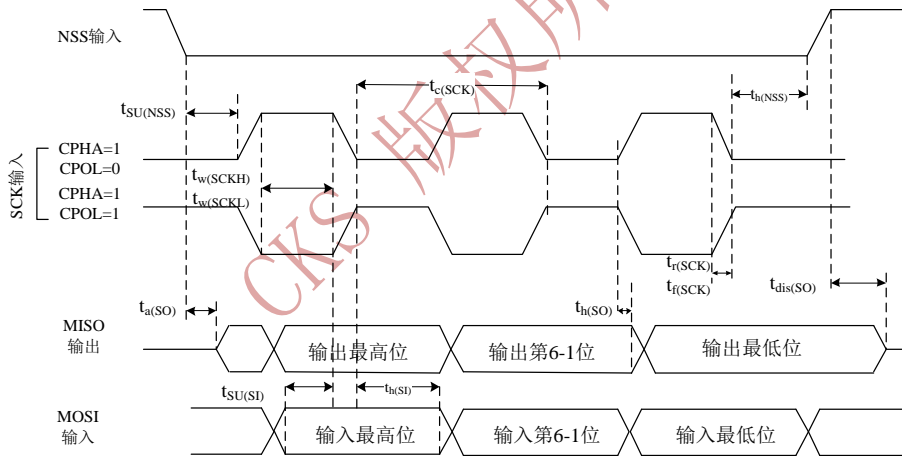 NSS输入
tSU(NSS)
tc(SCK)
th(NSS)
SCK输入
CPHA=1
CPOL=0
CPHA=1
CPOL=1
tw(SCKH)
tw(SCKL)
tr(SCK)
tf(SCK)
ta(SO)
th(SO)
tdis(SO)
MISO
输出
输出最高位
输出第6-1位
输出最低位
tSU(SI)
th(SI)
MOSI
输入
输入最高位
输入第6-1位
输入最低位
CKS 版权所